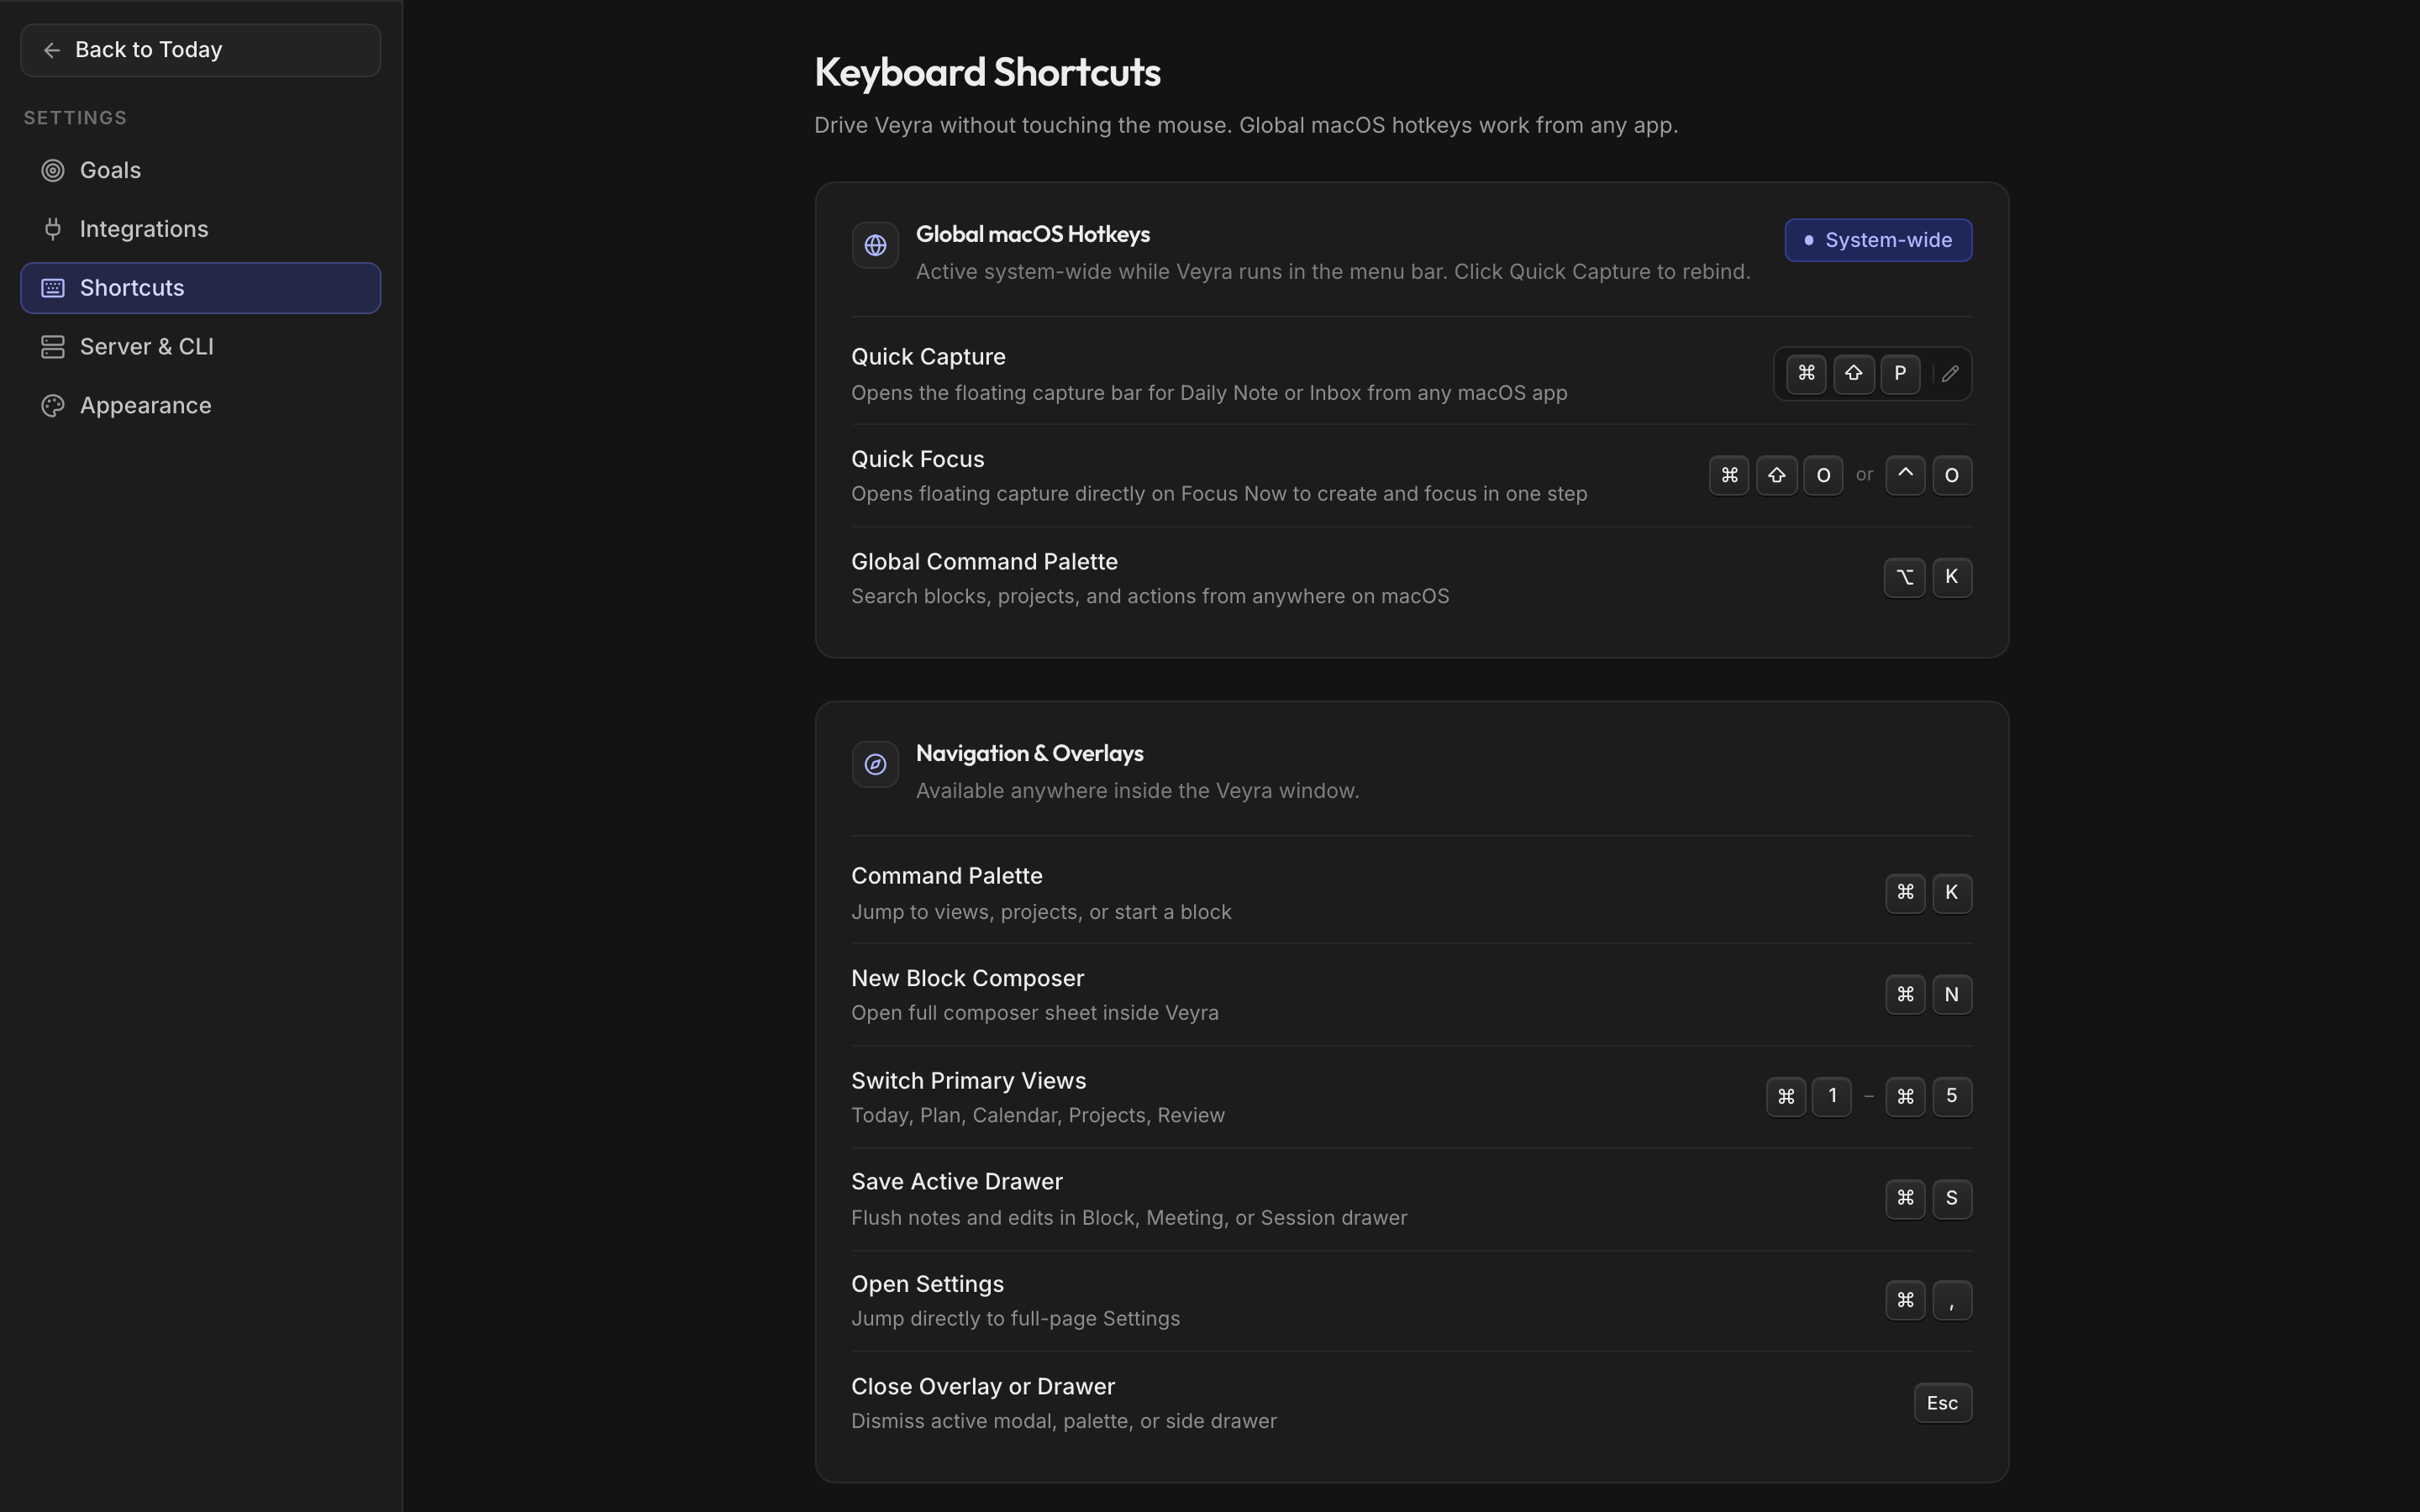 Back to Today
SETTINGS
Goals
Integrations
Shortcuts
Server & CLI
Appearance
Keyboard Shortcuts
Drive Veyra without touching the mouse. Global macOS hotkeys work from any app.
Global macOS Hotkeys
System-wide
Active system-wide while Veyra runs in the menu bar. Click Quick Capture to rebind.
Quick Capture
⌘ ⇧ P
Opens the floating capture bar for Daily Note or Inbox from any macOS app
Quick Focus
⌘ ⇧ O or ^ O
Opens floating capture directly on Focus Now to create and focus in one step
Global Command Palette
⌥ K
Search blocks, projects, and actions from anywhere on macOS
Navigation & Overlays
Available anywhere inside the Veyra window.
Command Palette
⌘ K
Jump to views, projects, or start a block
New Block Composer
⌘ N
Open full composer sheet inside Veyra
Switch Primary Views
⌘ 1 – ⌘ 5
Today, Plan, Calendar, Projects, Review
Save Active Drawer
⌘ S
Flush notes and edits in Block, Meeting, or Session drawer
Open Settings
⌘ ,
Jump directly to full-page Settings
Close Overlay or Drawer
Esc
Dismiss active modal, palette, or side drawer